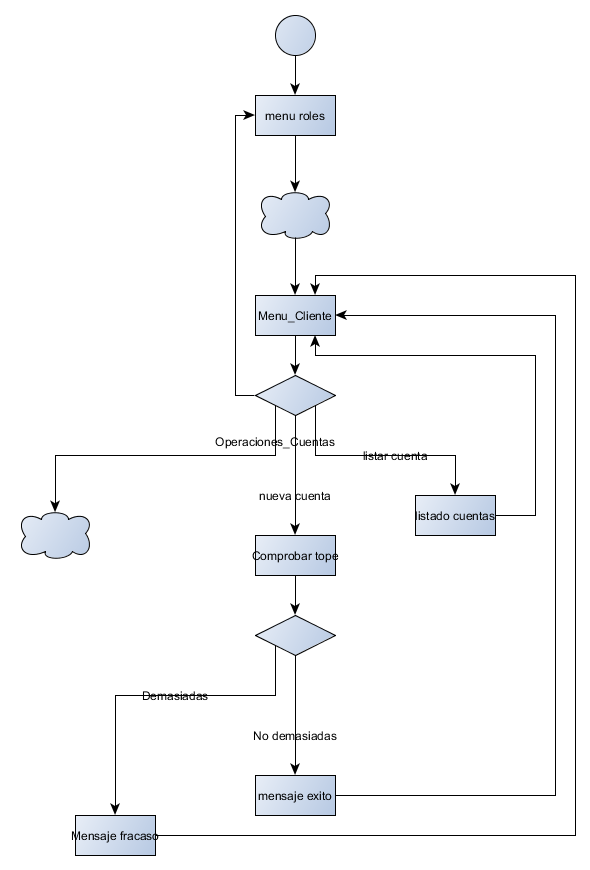 menu roles
Menu_Cliente
Operaciones_Cuentas
listar cuenta
nueva cuenta
listado cuentas
Comprobar tope
Demasiadas
No demasiadas
mensaje exito
Mensaje fracaso